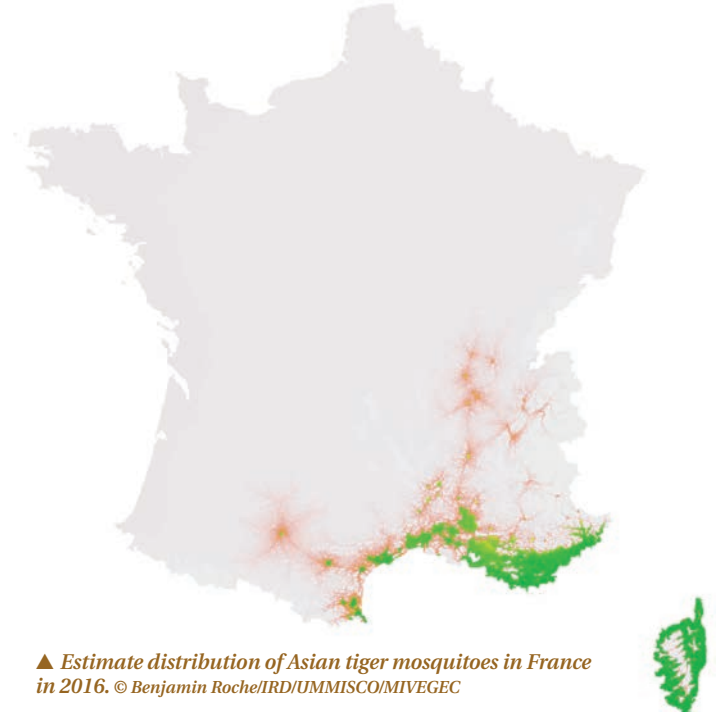 ▲ Estimate distribution of Asian tiger mosquitoes in France
in 2016. © Benjamin Roche/IRD/UMMISCO/MIVEGEC